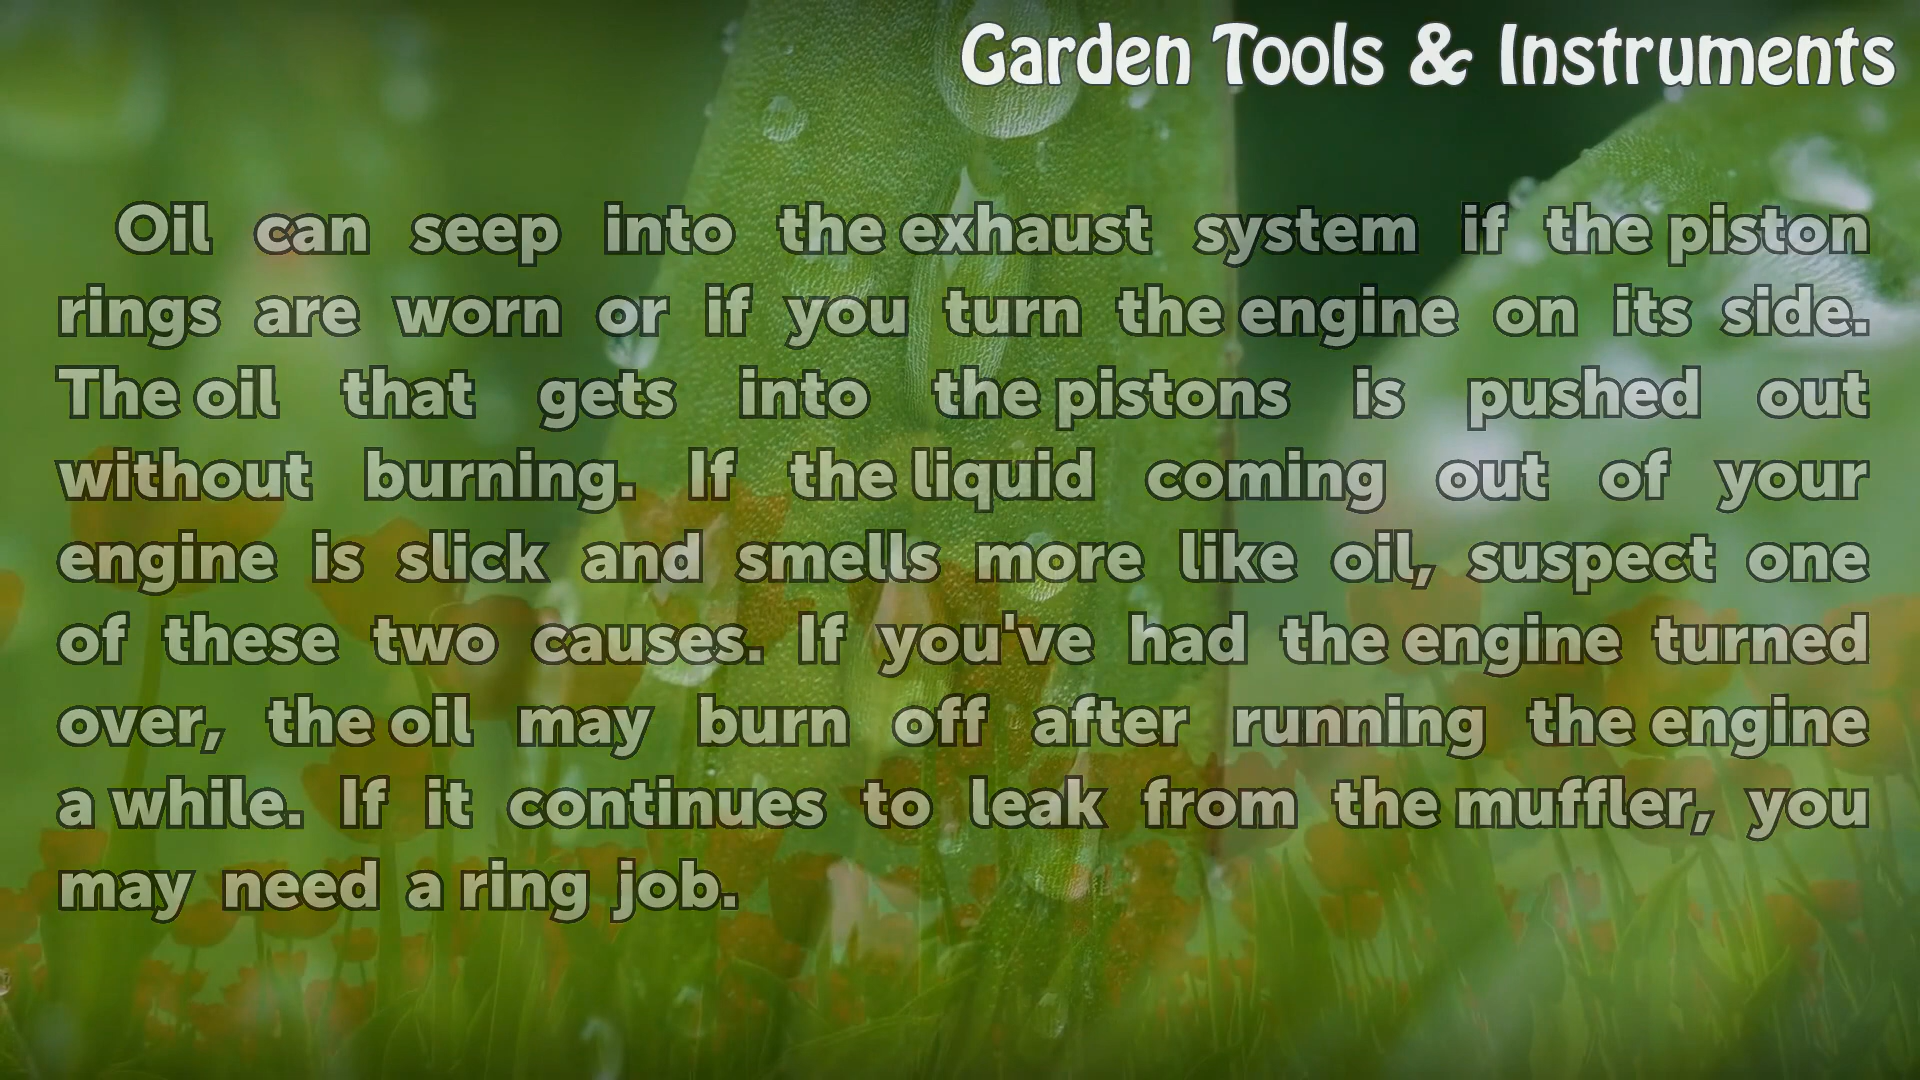 Garden Tools & Instruments
Oil can seep into the exhaust system if the piston
rings are worn or if you turn the engine on its side.
The oil that gets into the pistons is pushed out
without burning. If the liquid coming out of your
engine is slick and smells more like oil, suspect one
of these two causes. If you've had the engine turned
over, the oil may burn off after running the engine
a while. If it continues to leak from the muffler, you
may need a ring job.